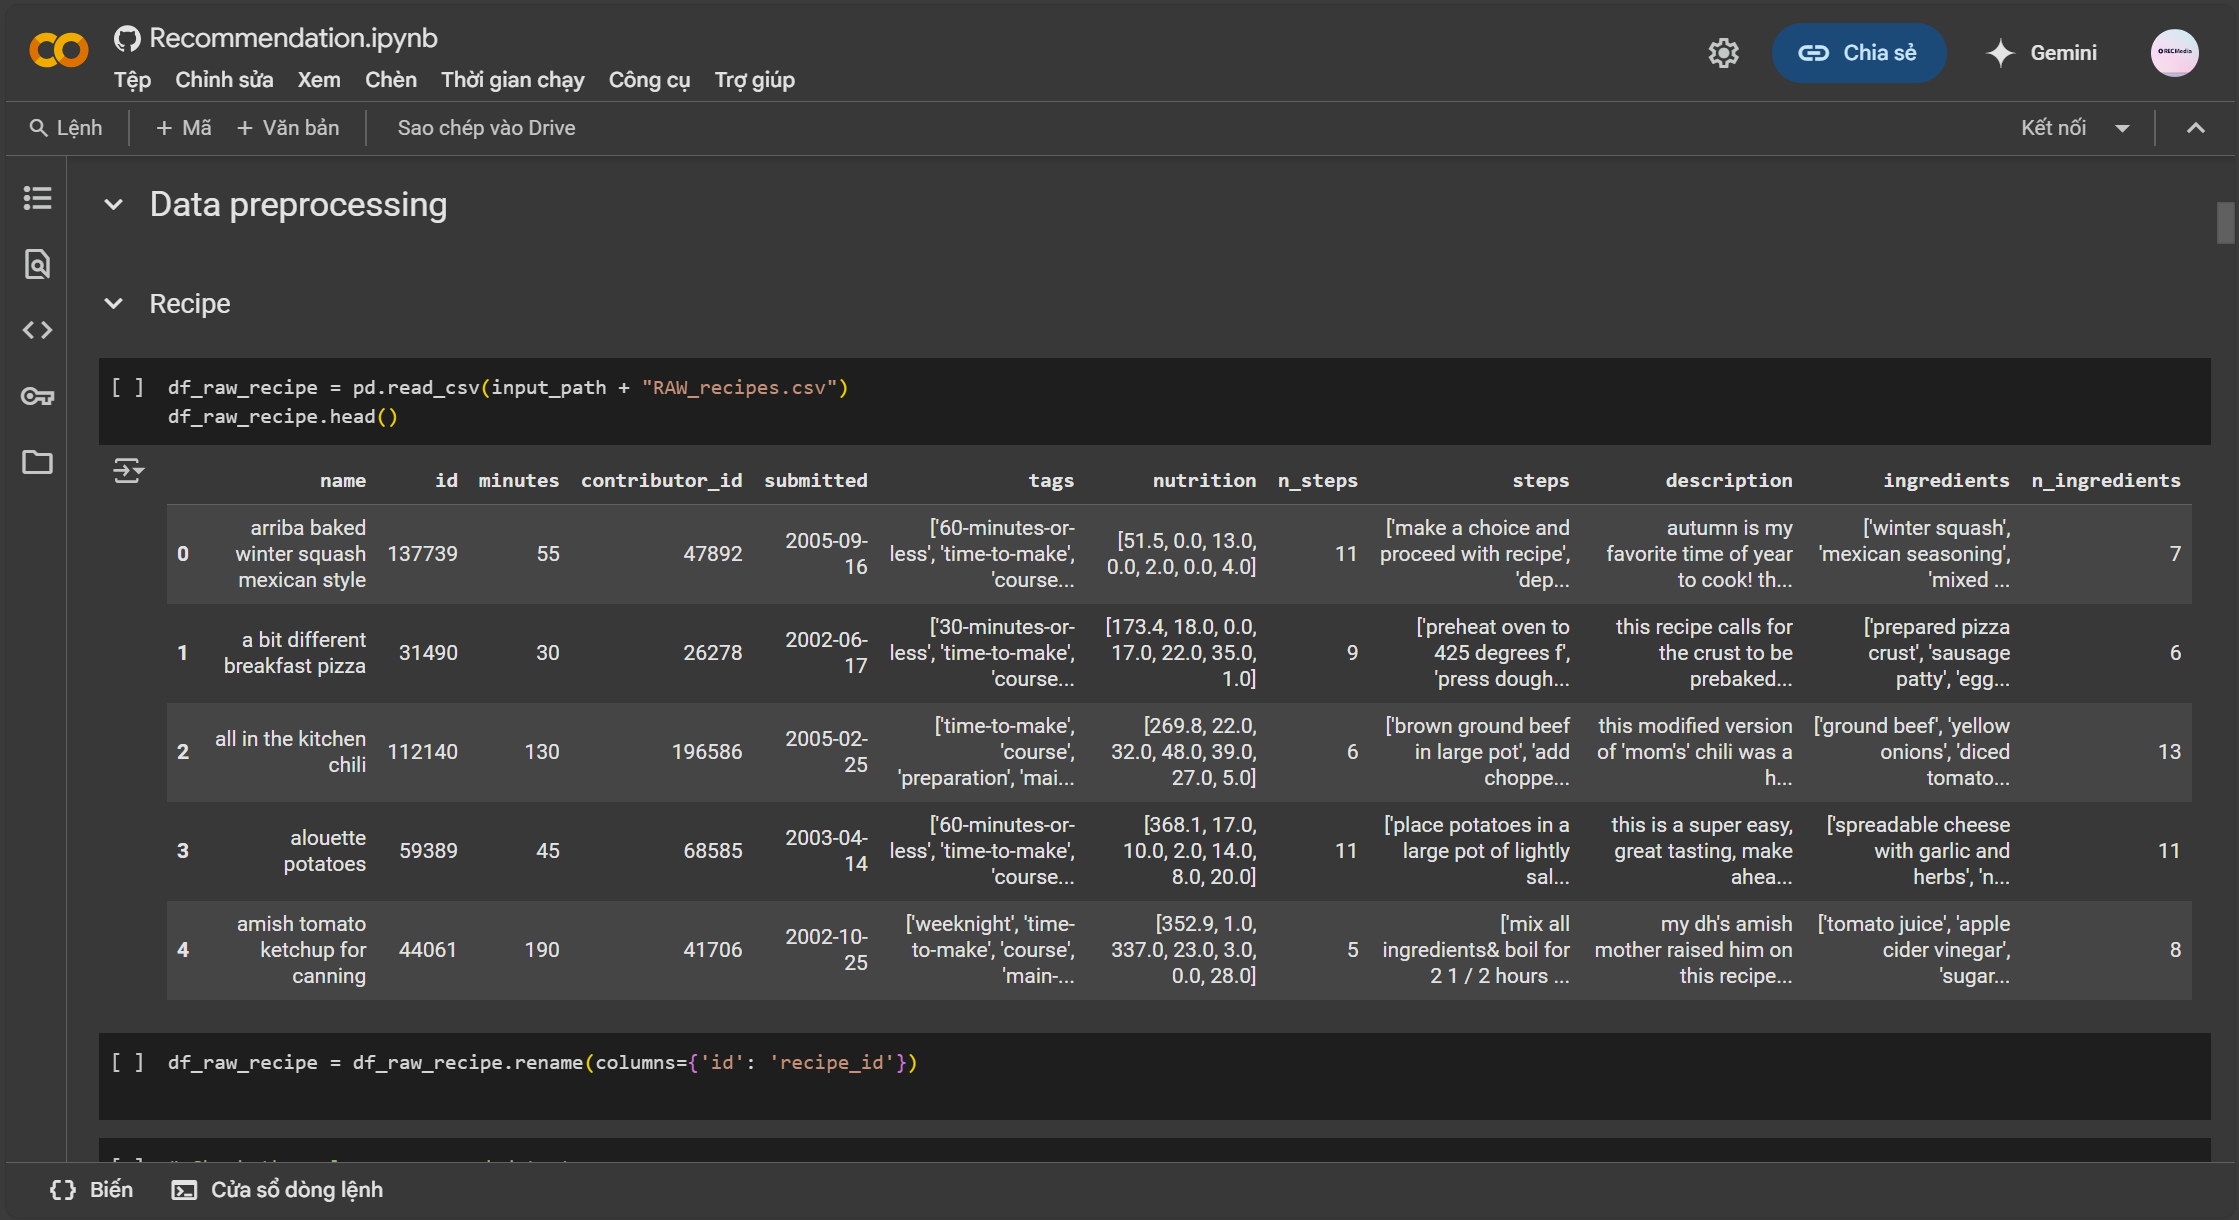 Recommendation.ipynb
Tệp Chỉnh sửa Xem Chèn Thời gian chạy Công cụ Trợ giúp
Chia sẻ
Gemini
RECMedia
Lệnh
+ Mã + Văn bản
Sao chép vào Drive
Kết nối
Data preprocessing
Recipe
[ ] df_raw_recipe = pd.read_csv(input_path + "RAW_recipes.csv")
df_raw_recipe.head()
name id minutes contributor_id submitted tags nutrition n_steps steps description ingredients n_ingredients
arriba baked ['60-minutes-or- ['make a choice and autumn is my ['winter squash',
2005-09- [51.5, 0.0, 13.0,
0 winter squash 137739 55 47892 less', 'time-to-make', 11 proceed with recipe', favorite time of year 'mexican seasoning', 7
16 0.0, 2.0, 0.0, 4.0]
mexican style 'course... 'dep... to cook! th... 'mixed ...
['30-minutes-or- [173.4, 18.0, 0.0, ['preheat oven to this recipe calls for ['prepared pizza
a bit different 2002-06-
1 31490 30 26278 less', 'time-to-make', 17.0, 22.0, 35.0, 9 425 degrees f', the crust to be crust', 'sausage 6
breakfast pizza 17
'course... 1.0] 'press dough... prebaked... patty', 'egg...
['time-to-make', [269.8, 22.0, ['brown ground beef this modified version ['ground beef', 'yellow
all in the kitchen 2005-02-
2 112140 130 196586 'course', 32.0, 48.0, 39.0, 6 in large pot', 'add of 'mom's' chili was a onions', 'diced 13
chili 25
'preparation', 'mai... 27.0, 5.0] choppe... h... tomato...
['60-minutes-or- [368.1, 17.0, ['place potatoes in a this is a super easy, ['spreadable cheese
alouette 2003-04-
3 59389 45 68585 less', 'time-to-make', 10.0, 2.0, 14.0, 11 large pot of lightly great tasting, make with garlic and 11
potatoes 14
'course... 8.0, 20.0] sal... ahea... herbs', 'n...
amish tomato ['weeknight', 'time- [352.9, 1.0, ['mix all my dh's amish ['tomato juice', 'apple
2002-10-
4 ketchup for 44061 190 41706 to-make', 'course', 337.0, 23.0, 3.0, 5 ingredients& boil for mother raised him on cider vinegar', 8
25
canning 'main-... 0.0, 28.0] 2 1 / 2 hours ... this recipe... 'sugar...
[ ] df_raw_recipe = df_raw_recipe.rename(columns={'id': 'recipe_id'})
Biến
Cửa sổ dòng lệnh